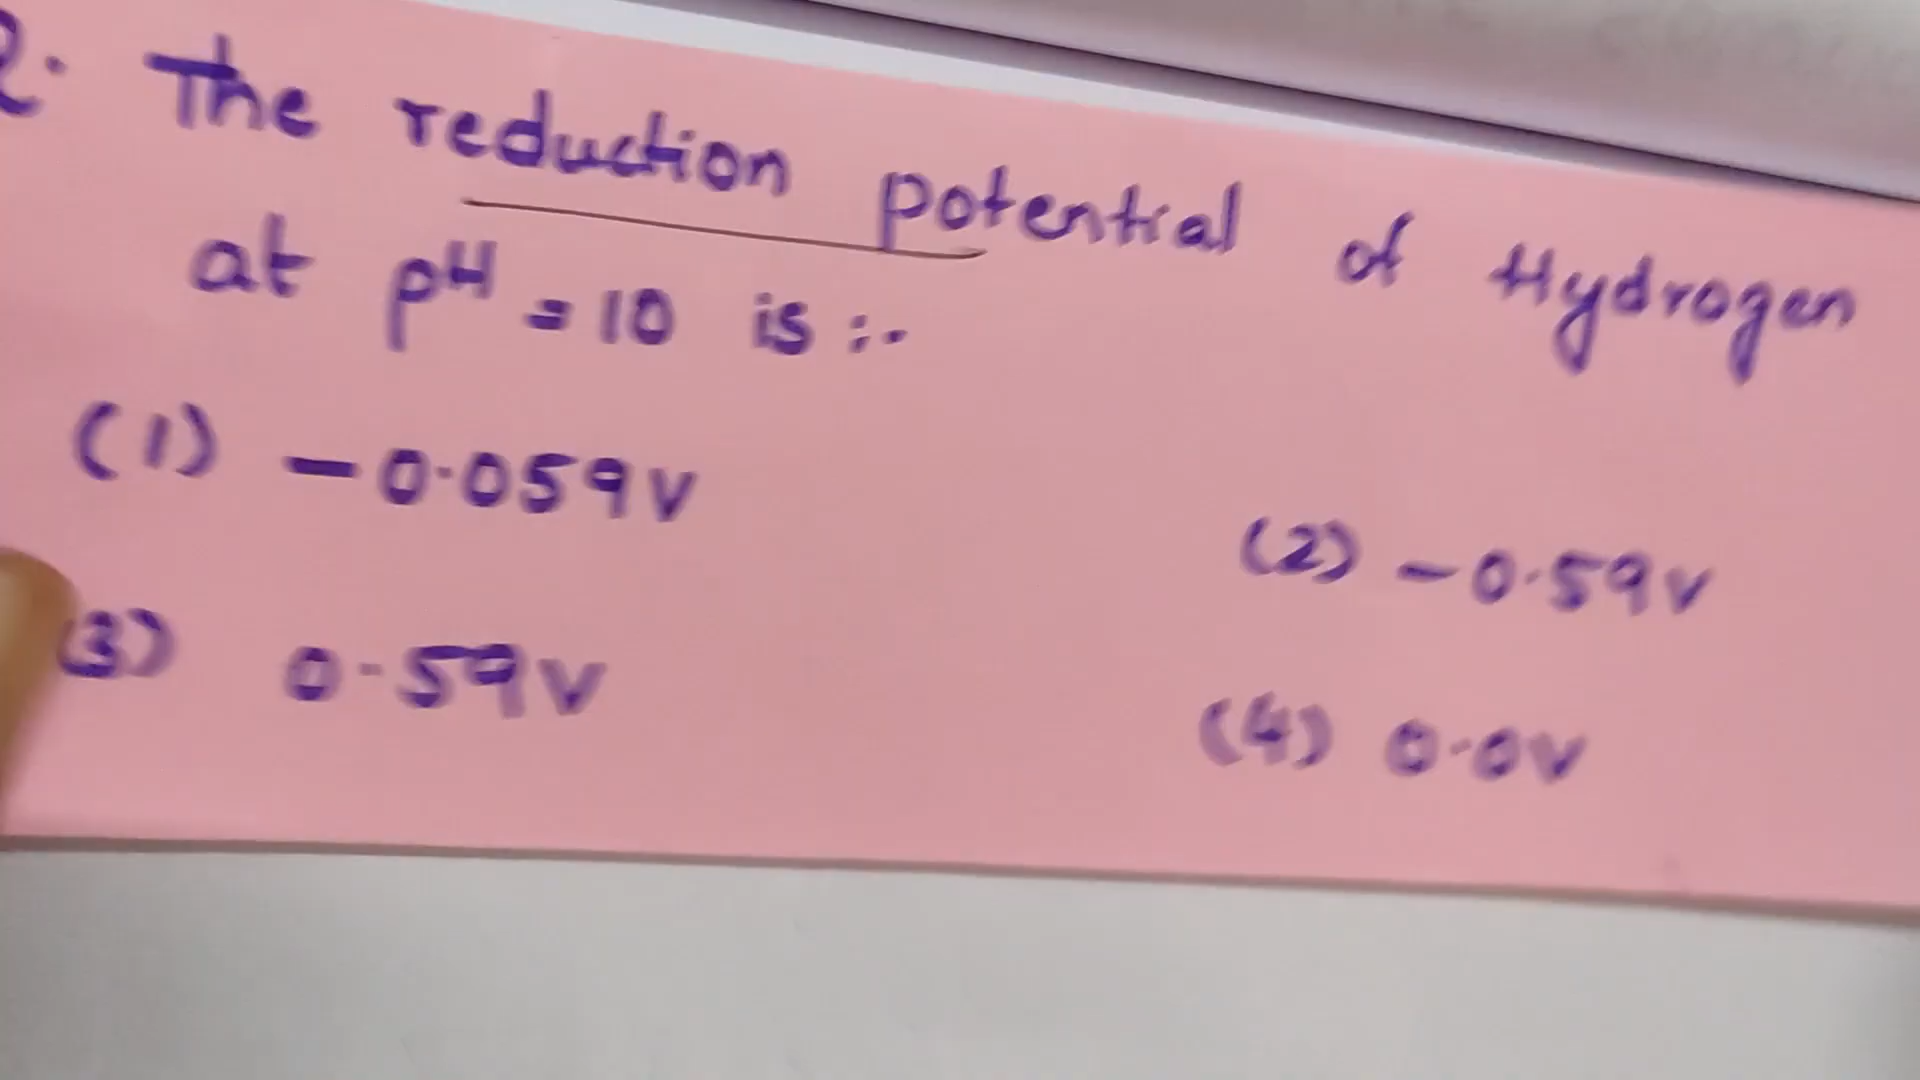 Q. The reduction potential of Hydrogen
at pH = 10 is :-
(1) -0.059V
(2) -0.59V
(3) 0.59V
(4) 0.0V